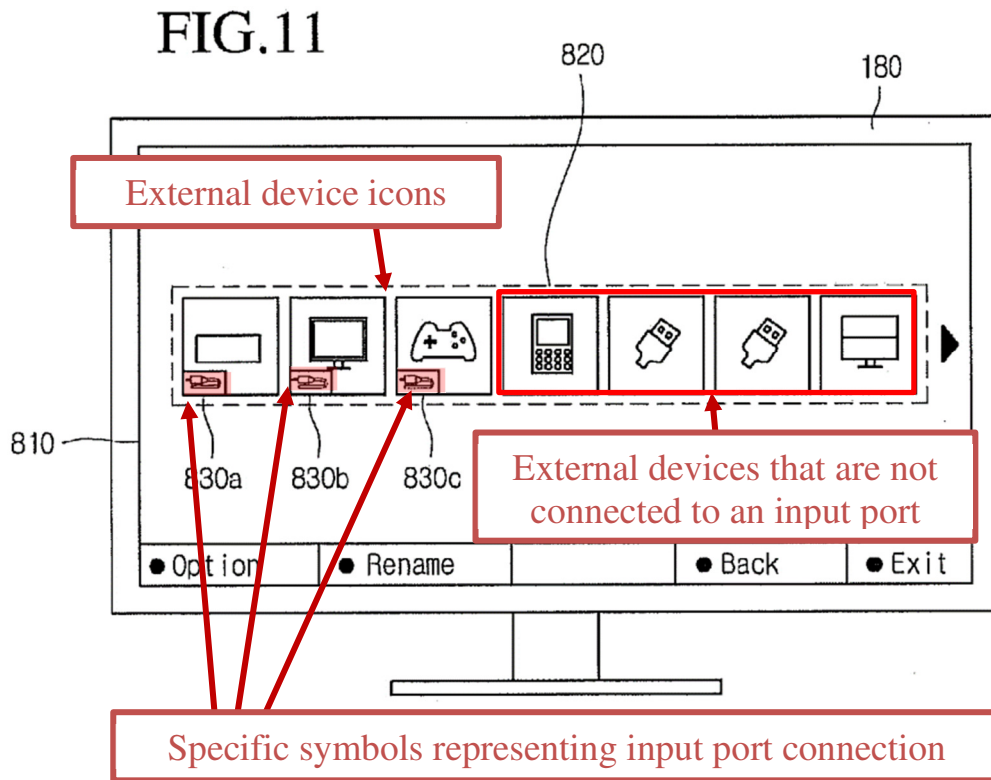 FIG.11
820
180
External device icons
810
830a
830b
830c
External devices that are not
connected to an input port
● Option
● Rename
● Back
● Exit
Specific symbols representing input port connection